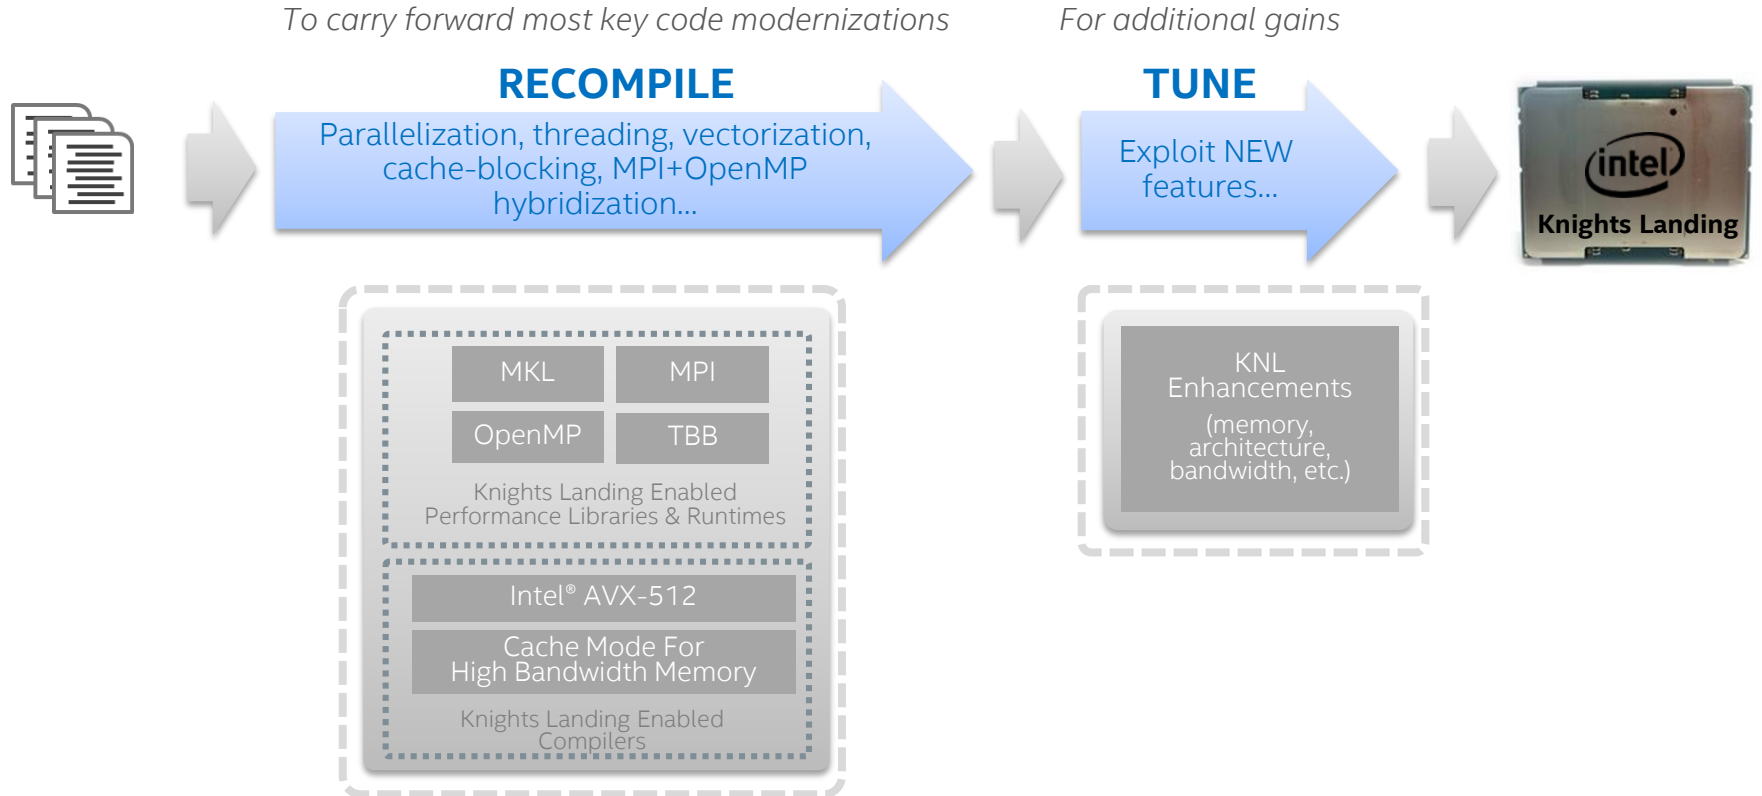 To carry forward most key code modernizations
For additional gains
RECOMPILE
TUNE
Parallelization, threading, vectorization,
cache-blocking, MPI+OpenMP
hybridization...
Exploit NEW
features...
intel
Knights Landing
MKL
MPI
OpenMP
TBB
Knights Landing Enabled
Performance Libraries & Runtimes
Intel® AVX-512
Cache Mode For
High Bandwidth Memory
Knights Landing Enabled
Compilers
KNL
Enhancements
(memory,
architecture,
bandwidth, etc.)